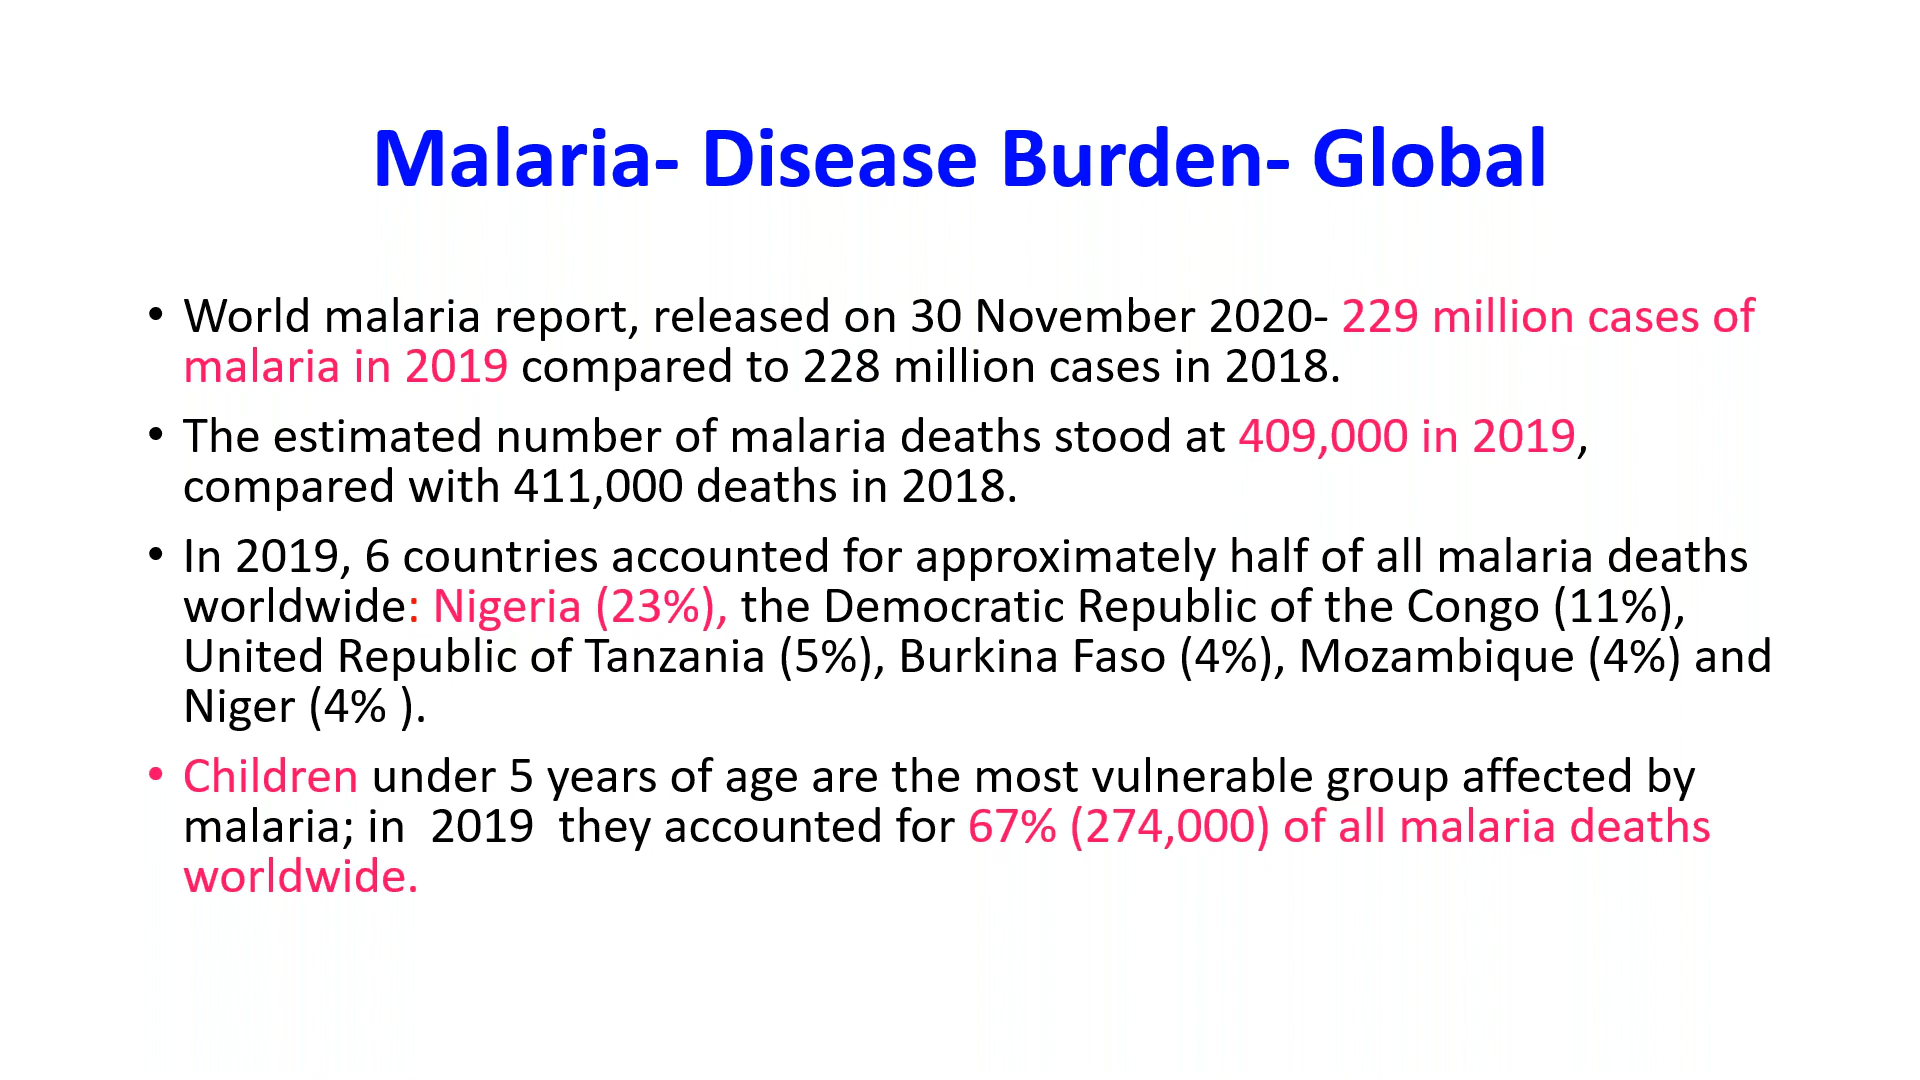 Malaria- Disease Burden- Global
• World malaria report, released on 30 November 2020- 229 million cases of
malaria in 2019 compared to 228 million cases in 2018.
• The estimated number of malaria deaths stood at 409,000 in 2019,
compared with 411,000 deaths in 2018.
• In 2019, 6 countries accounted for approximately half of all malaria deaths
worldwide: Nigeria (23%), the Democratic Republic of the Congo (11%),
United Republic of Tanzania (5%), Burkina Faso (4%), Mozambique (4%) and
Niger (4% ).
• Children under 5 years of age are the most vulnerable group affected by
malaria; in  2019  they accounted for 67% (274,000) of all malaria deaths
worldwide.